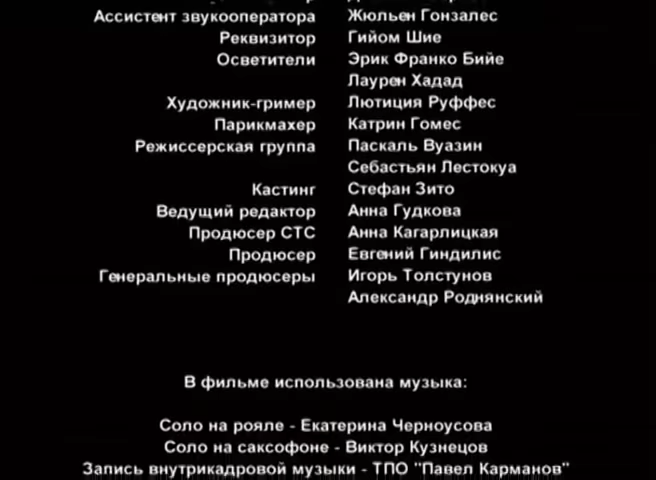 Ассистент звукооператора Жюльен Гонзалес
Реквизитор Гийом Шие
Осветители Эрик Франко Бийе
Лаурен Хадад
Художник-гример Лютиция Руффес
Парикмахер Катрин Гомес
Режиссерская группа Паскаль Вуазин
Себастьян Лестокуа
Кастинг Стефан Зито
Ведущий редактор Анна Гудкова
Продюсер СТС Анна Кагарлицкая
Продюсер Евгений Гиндилис
Генеральные продюсеры Игорь Толстунов
Александр Роднянский
В фильме использована музыка:
Соло на рояле - Екатерина Черноусова
Соло на саксофоне - Виктор Кузнецов
Запись внутрикадровой музыки - ТПО "Павел Карманов"